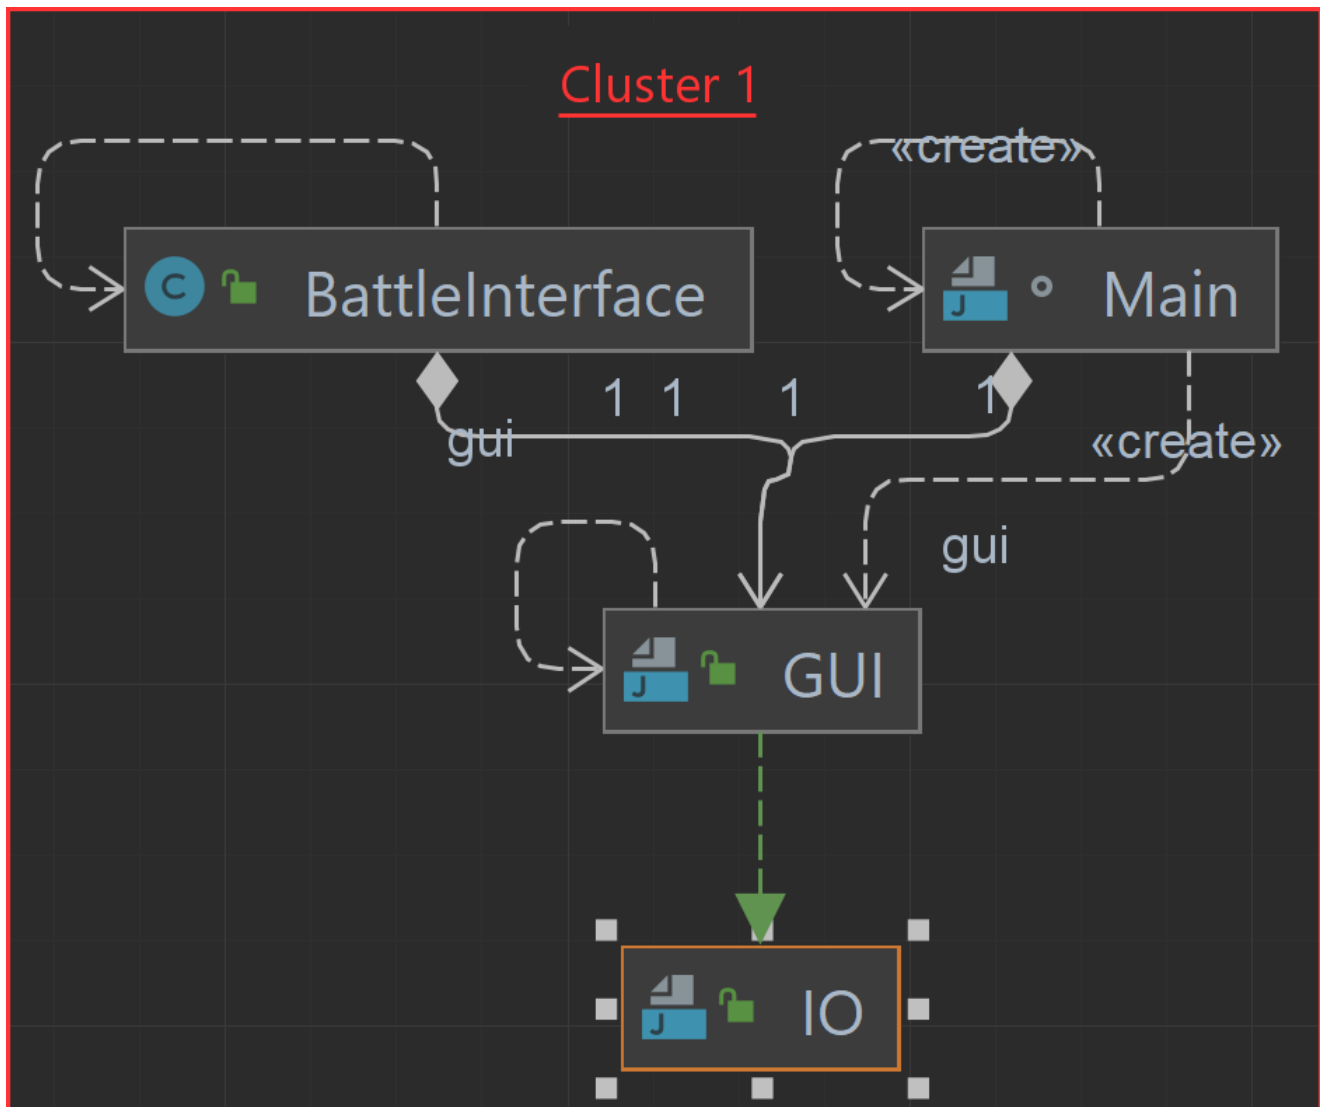 Cluster 1
«create»
C BattleInterface
J Main
1 1 1 1
gui
«create»
gui
J GUI
J IO